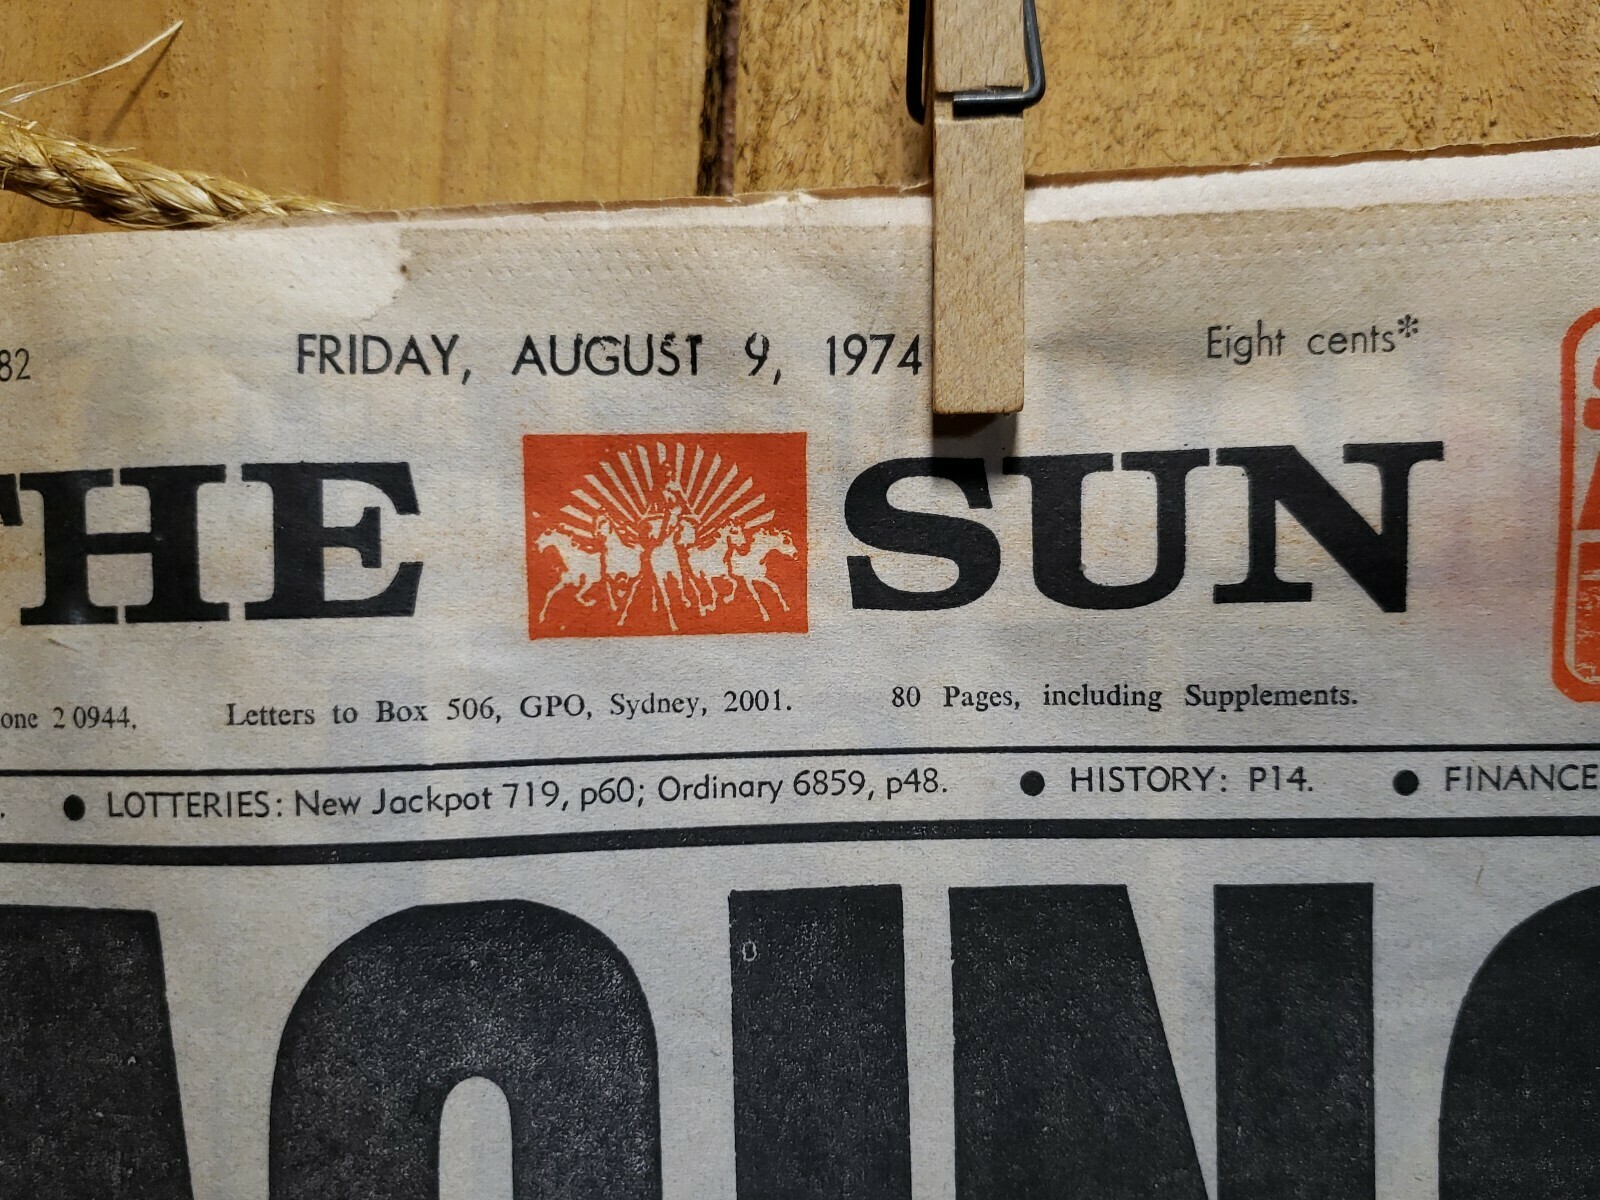 82 FRIDAY, AUGUST 9, 1974 Eight cents*
THE SUN
one 2 0944. Letters to Box 506, GPO, Sydney, 2001. 80 Pages, including Supplements.
. ● LOTTERIES: New Jackpot 719, p60; Ordinary 6859, p48. ● HISTORY: P14. ● FINANCE